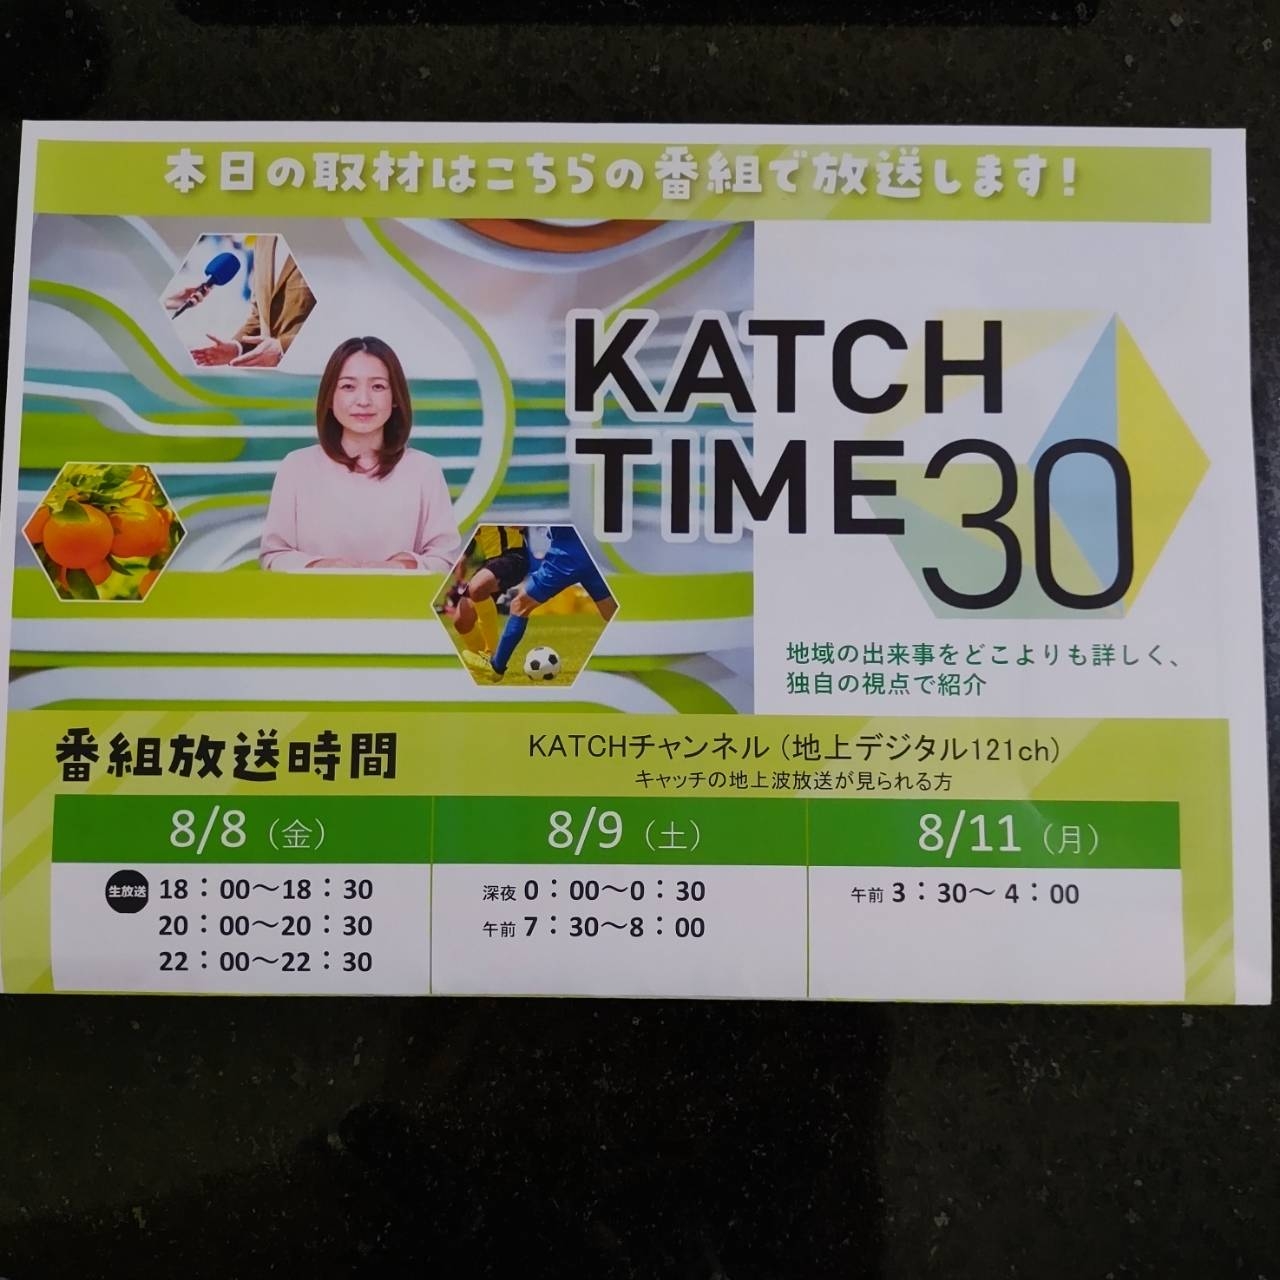 本日の取材はこちらの番組で放送します!
KATCH
TIME30
地域の出来事をどこよりも詳しく、
独自の視点で紹介
番組放送時間
KATCHチャンネル（地上デジタル121ch）
キャッチの地上波放送が見られる方
8/8（金）
生放送 18：00〜18：30
20：00〜20：30
22：00〜22：30
8/9（土）
深夜 0：00〜0：30
午前 7：30〜8：00
8/11（月）
午前 3：30〜4：00